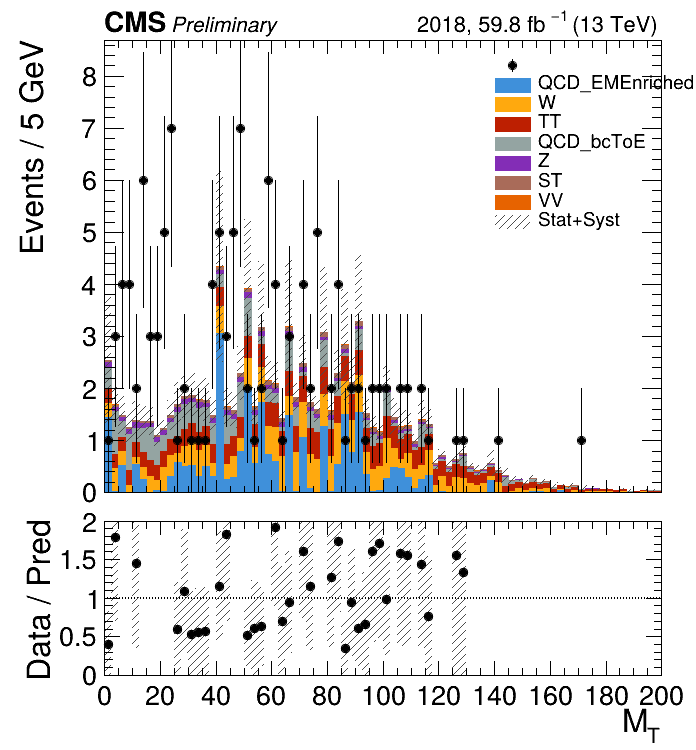 CMS Preliminary 2018, 59.8 fb⁻¹ (13 TeV)
Events / 5 GeV
8
7
6
5
4
3
2
1
0
QCD_EMEnriched
W
TT
QCD_bcToE
Z
ST
VV
Stat+Syst
Data / Pred
2
1.5
1
0.5
0
0 20 40 60 80 100 120 140 160 180 200
M_T